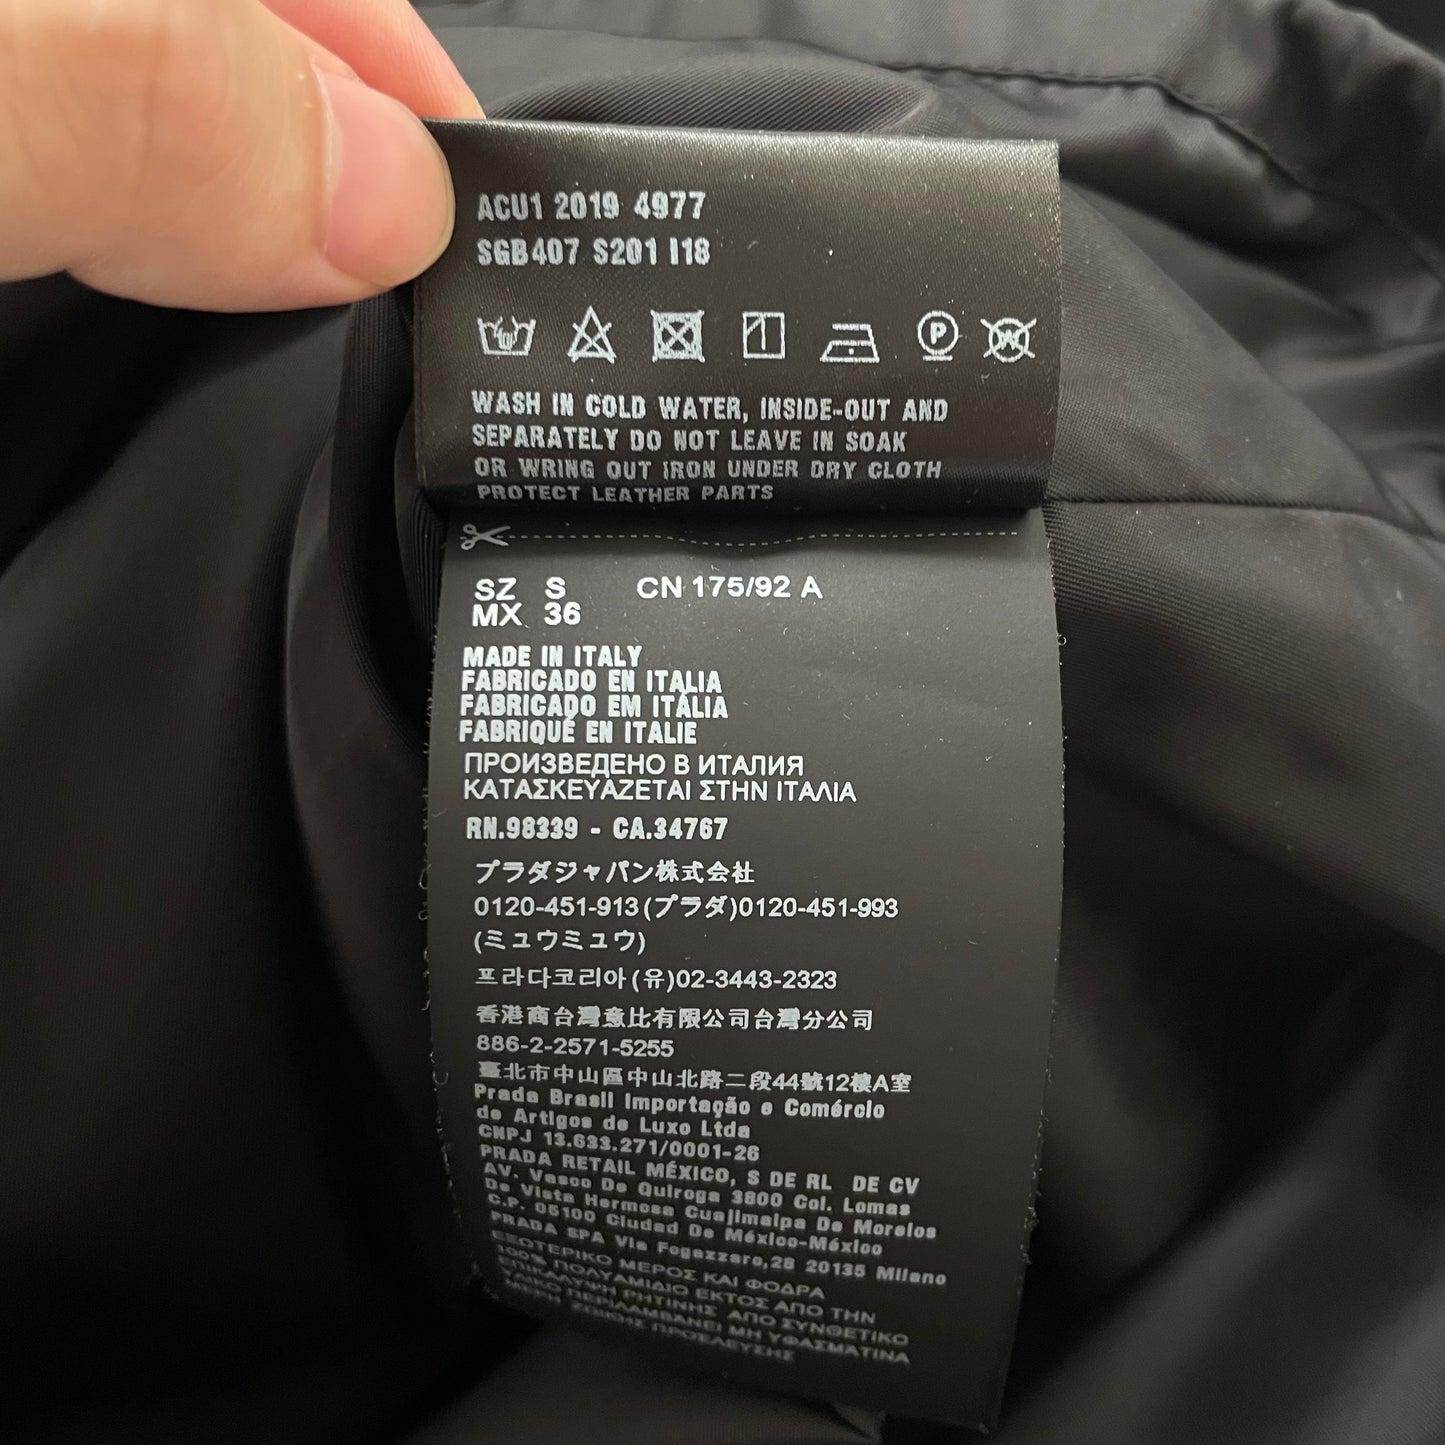 ACU1 2019 4977
SGB407 S201 I18
P
WASH IN COLD WATER, INSIDE-OUT AND
SEPARATELY DO NOT LEAVE IN SOAK
OR WRING OUT IRON UNDER DRY CLOTH
PROTECT LEATHER PARTS
SZ S CN 175/92 A
MX 36
MADE IN ITALY
FABRICADO EN ITALIA
FABRICADO EM ITÁLIA
FABRIQUÉ EN ITALIE
ПРОИЗВЕДЕНО В ИТАЛИЯ
ΚΑΤΑΣΚΕΥΑΖΕΤΑΙ ΣΤΗΝ ΙΤΑΛΙΑ
RN.98339 - CA.34767
プラダジャパン株式会社
0120-451-913(プラダ)0120-451-993
(ミュウミュウ)
프라다코리아(유)02-3443-2323
香港商台灣意比有限公司台灣分公司
886-2-2571-5255
臺北市中山區中山北路二段44號12樓A室
Prada Brasil Importação e Comércio
de Artigos de Luxo Ltda
CNPJ 13.633.271/0001-26
PRADA RETAIL MÉXICO, S DE RL DE CV
AV. Vasco De Quiroga 3800 Col. Lomas
De Vista Hermosa Cuajimalpa De Morelos
C.P. 05100 Ciudad De México-México
PRADA SPA Via Fogazzaro,28 20135 Milano
ΕΞΩΤΕΡΙΚΟ ΜΕΡΟΣ ΚΑΙ ΦΟΔΡΑ
100% ΠΟΛΥΑΜΙΔΙΟ ΕΚΤΟΣ ΑΠΟ ΤΗΝ
ΕΠΙΚΑΛΥΨΗ ΡΗΤΙΝΗΣ ΑΠΟ ΣΥΝΘΕΤΙΚΟ
ΥΛΙΚΟ ΠΕΡΙΛΑΜΒΑΝΕΙ ΜΗ ΥΦΑΣΜΑΤΙΝΑ
ΜΕΡΗ ΖΩΙΚΗΣ ΠΡΟΕΛΕΥΣΗΣ